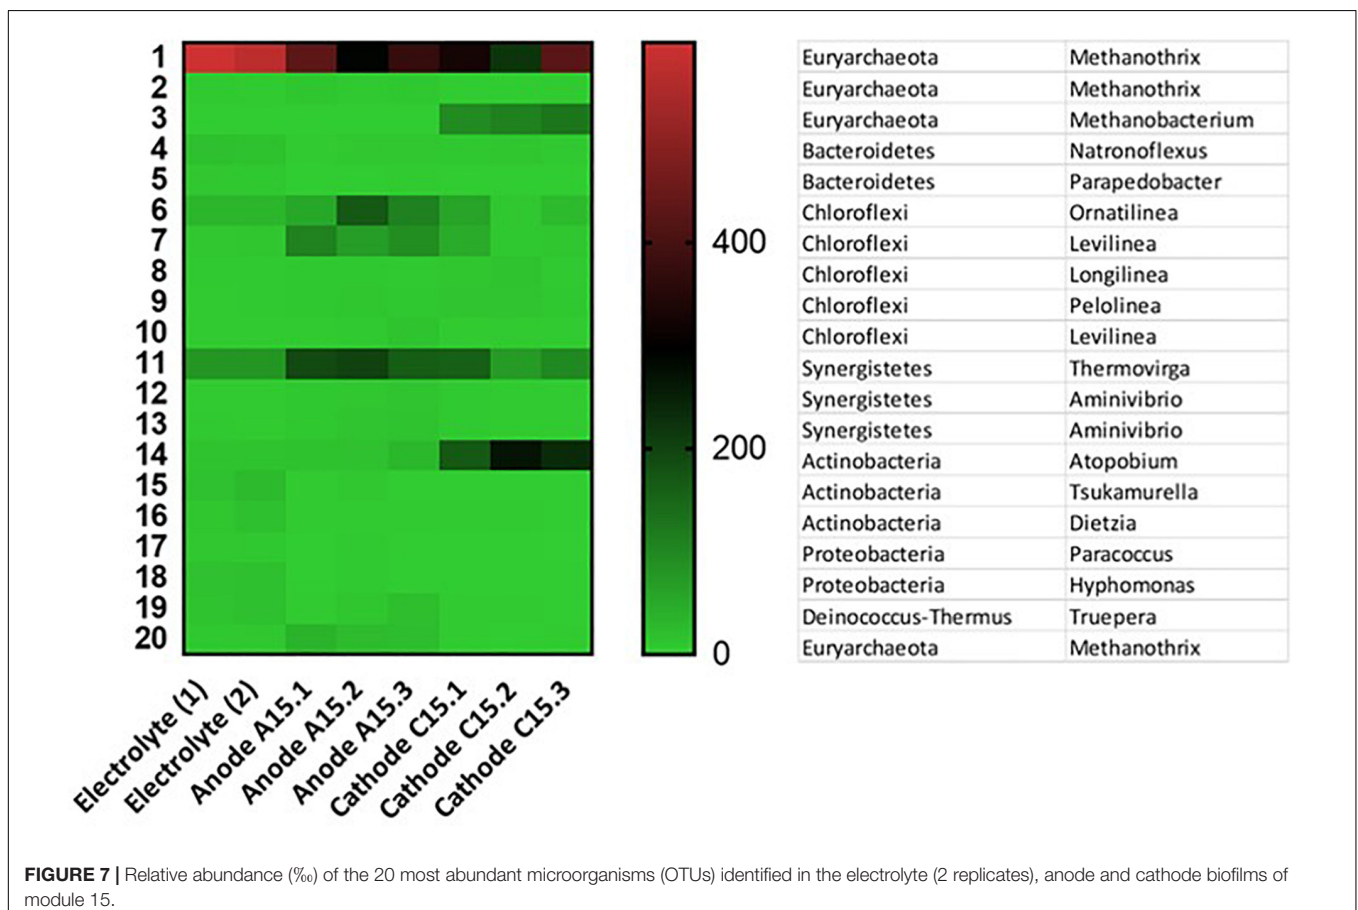 1 Euryarchaeota Methanothrix
2 Euryarchaeota Methanothrix
3 Euryarchaeota Methanobacterium
4 Bacteroidetes Natronoflexus
5 Bacteroidetes Parapedobacter
6 Chloroflexi Ornatilinea
7 400 Chloroflexi Levilinea
8 Chloroflexi Longilinea
9 Chloroflexi Pelolinea
10 Chloroflexi Levilinea
11 Synergistetes Thermovirga
12 Synergistetes Aminivibrio
13 Synergistetes Aminivibrio
14 200 Actinobacteria Atopobium
15 Actinobacteria Tsukamurella
16 Actinobacteria Dietzia
17 Proteobacteria Paracoccus
18 Proteobacteria Hyphomonas
19 Deinococcus-Thermus Truepera
20 0 Euryarchaeota Methanothrix
Electrolyte (1)
Electrolyte (2)
Anode A15.1
Anode A15.2
Anode A15.3
Cathode C15.1
Cathode C15.2
Cathode C15.3
FIGURE 7 | Relative abundance (‰) of the 20 most abundant microorganisms (OTUs) identified in the electrolyte (2 replicates), anode and cathode biofilms of
module 15.